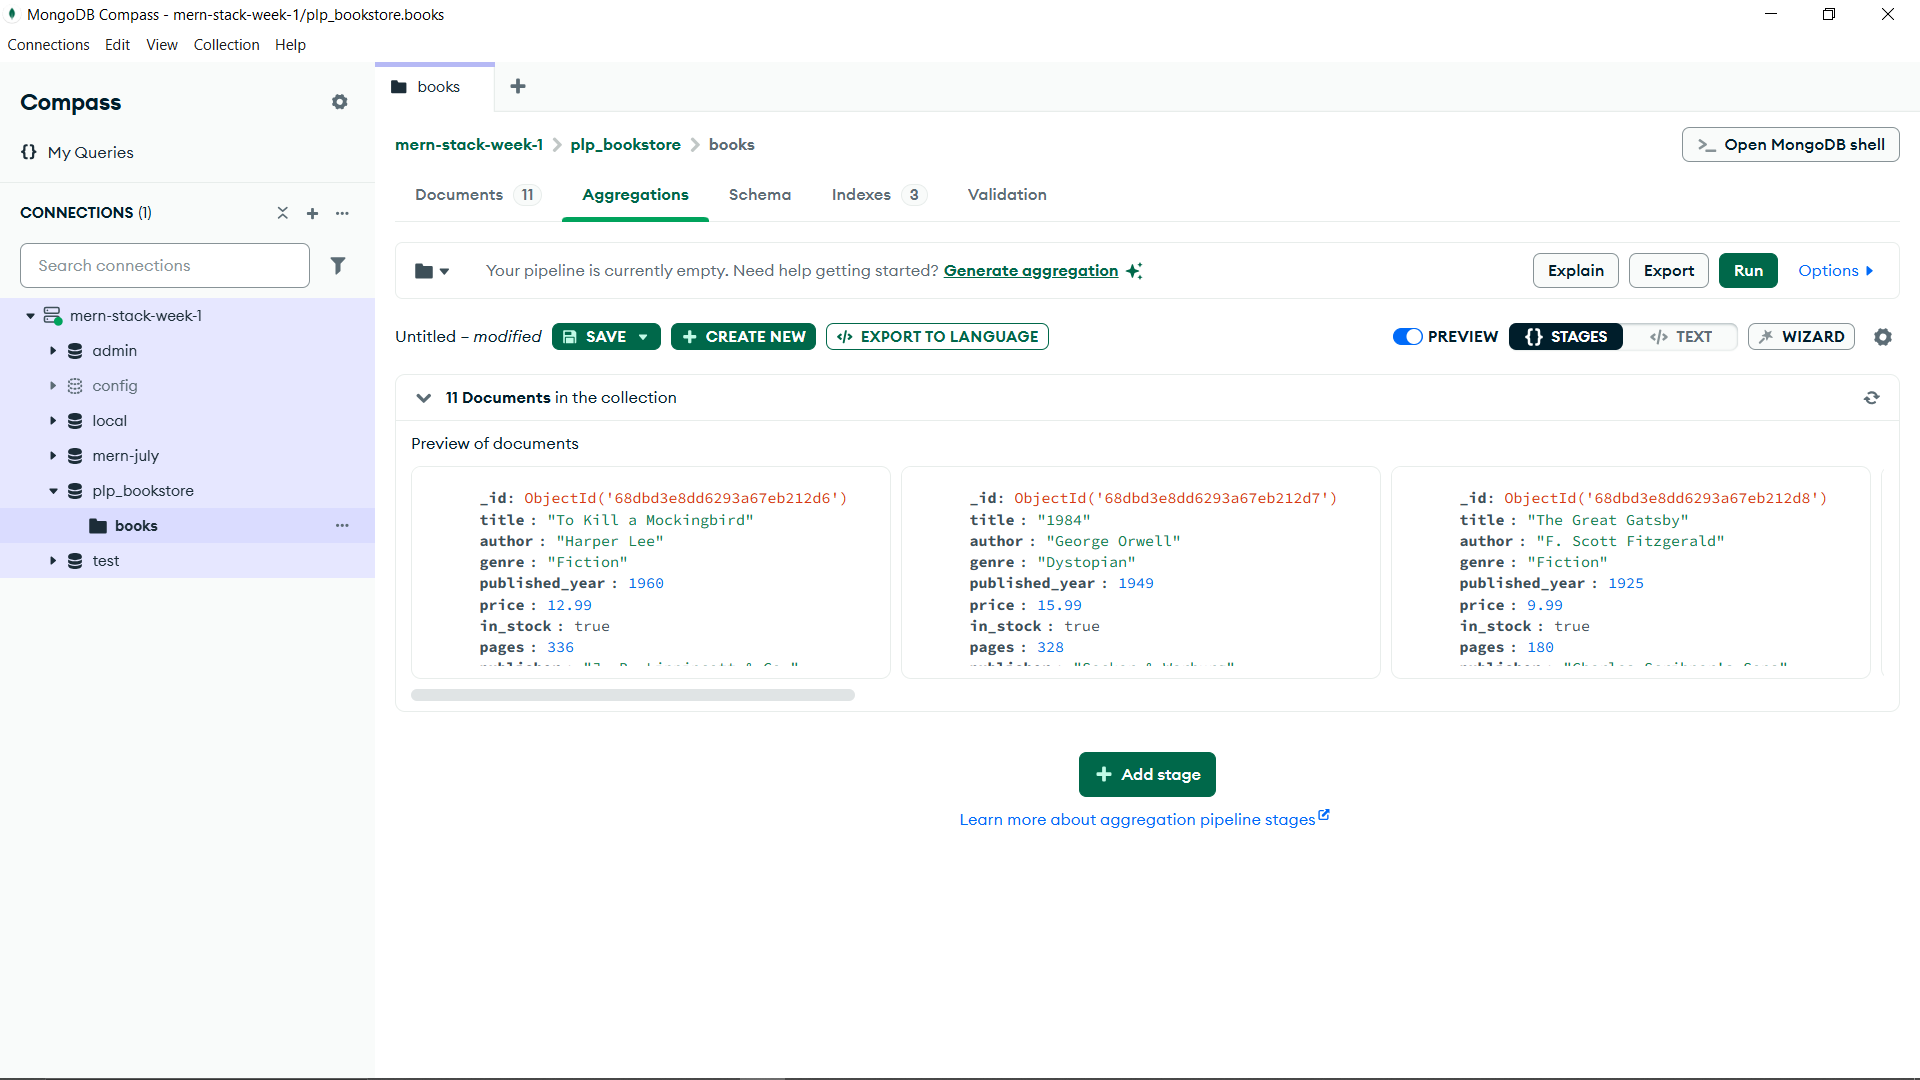 MongoDB Compass - mern-stack-week-1/plp_bookstore.books
Connections Edit View Collection Help
Compass
{} My Queries
CONNECTIONS (1)
Search connections
mern-stack-week-1
admin
config
local
mern-july
plp_bookstore
books
test
books
mern-stack-week-1 > plp_bookstore > books
>_ Open MongoDB shell
Documents 11 Aggregations Schema Indexes 3 Validation
Your pipeline is currently empty. Need help getting started? Generate aggregation
Explain Export Run Options
Untitled – modified SAVE + CREATE NEW </> EXPORT TO LANGUAGE
PREVIEW {} STAGES </> TEXT WIZARD
11 Documents in the collection
Preview of documents
_id: ObjectId('68dbd3e8dd6293a67eb212d6')
title : "To Kill a Mockingbird"
author : "Harper Lee"
genre : "Fiction"
published_year : 1960
price : 12.99
in_stock : true
pages : 336
_id: ObjectId('68dbd3e8dd6293a67eb212d7')
title : "1984"
author : "George Orwell"
genre : "Dystopian"
published_year : 1949
price : 15.99
in_stock : true
pages : 328
_id: ObjectId('68dbd3e8dd6293a67eb212d8')
title : "The Great Gatsby"
author : "F. Scott Fitzgerald"
genre : "Fiction"
published_year : 1925
price : 9.99
in_stock : true
pages : 180
+ Add stage
Learn more about aggregation pipeline stages